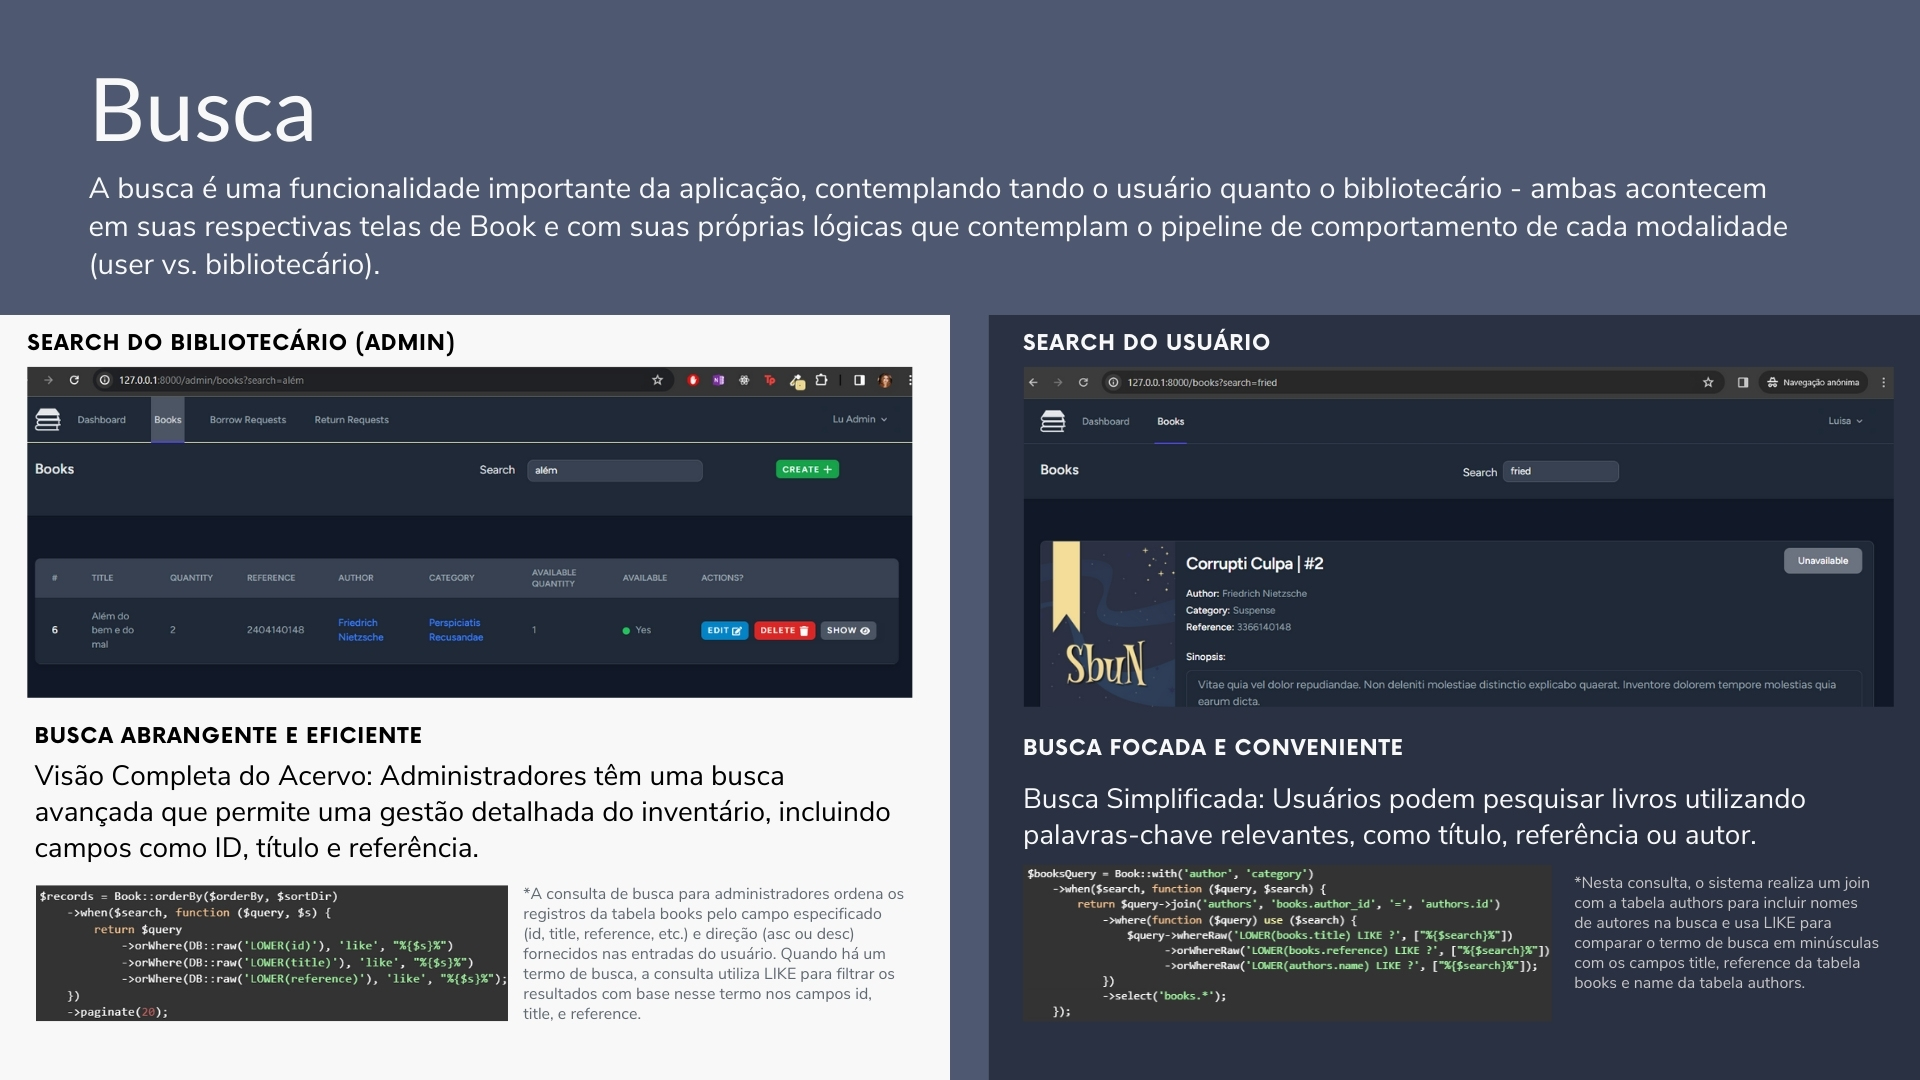 Busca
A busca é uma funcionalidade importante da aplicação, contemplando tando o usuário quanto o bibliotecário - ambas acontecem
em suas respectivas telas de Book e com suas próprias lógicas que contemplam o pipeline de comportamento de cada modalidade
(user vs. bibliotecário).
SEARCH DO BIBLIOTECÁRIO (ADMIN)
127.0.0.1:8000/admin/books?search=além
Dashboard Books Borrow Requests Return Requests Lu Admin
Books Search além CREATE +
# TITLE QUANTITY REFERENCE AUTHOR CATEGORY AVAILABLE QUANTITY AVAILABLE ACTIONS?
6 Além do bem e do mal 2 2404140148 Friedrich Nietzsche Perspiciatis Recusandae 1 Yes EDIT DELETE SHOW
BUSCA ABRANGENTE E EFICIENTE
Visão Completa do Acervo: Administradores têm uma busca
avançada que permite uma gestão detalhada do inventário, incluindo
campos como ID, título e referência.
$records = Book::orderBy($orderBy, $sortDir)
->when($search, function ($query, $s) {
return $query
->orWhere(DB::raw('LOWER(id)'), 'like', "%{$s}%")
->orWhere(DB::raw('LOWER(title)'), 'like', "%{$s}%")
->orWhere(DB::raw('LOWER(reference)'), 'like', "%{$s}%");
})
->paginate(20);
*A consulta de busca para administradores ordena os
registros da tabela books pelo campo especificado
(id, title, reference, etc.) e direção (asc ou desc)
fornecidos nas entradas do usuário. Quando há um
termo de busca, a consulta utiliza LIKE para filtrar os
resultados com base nesse termo nos campos id,
title, e reference.
SEARCH DO USUÁRIO
127.0.0.1:8000/books?search=fried Navegação anônima
Dashboard Books Luisa
Books Search fried
SbuN
Corrupti Culpa | #2 Unavailable
Author: Friedrich Nietzsche
Category: Suspense
Reference: 3366140148
Sinopsis:
Vitae quia vel dolor repudiandae. Non deleniti molestiae distinctio explicabo quaerat. Inventore dolorem tempore molestias quia
earum dicta.
BUSCA FOCADA E CONVENIENTE
Busca Simplificada: Usuários podem pesquisar livros utilizando
palavras-chave relevantes, como título, referência ou autor.
$booksQuery = Book::with('author', 'category')
->when($search, function ($query, $search) {
return $query->join('authors', 'books.author_id', '=', 'authors.id')
->where(function ($query) use ($search) {
$query->whereRaw('LOWER(books.title) LIKE ?', ["%{$search}%"])
->orWhereRaw('LOWER(books.reference) LIKE ?', ["%{$search}%"])
->orWhereRaw('LOWER(authors.name) LIKE ?', ["%{$search}%"]);
})
->select('books.*');
});
*Nesta consulta, o sistema realiza um join
com a tabela authors para incluir nomes
de autores na busca e usa LIKE para
comparar o termo de busca em minúsculas
com os campos title, reference da tabela
books e name da tabela authors.